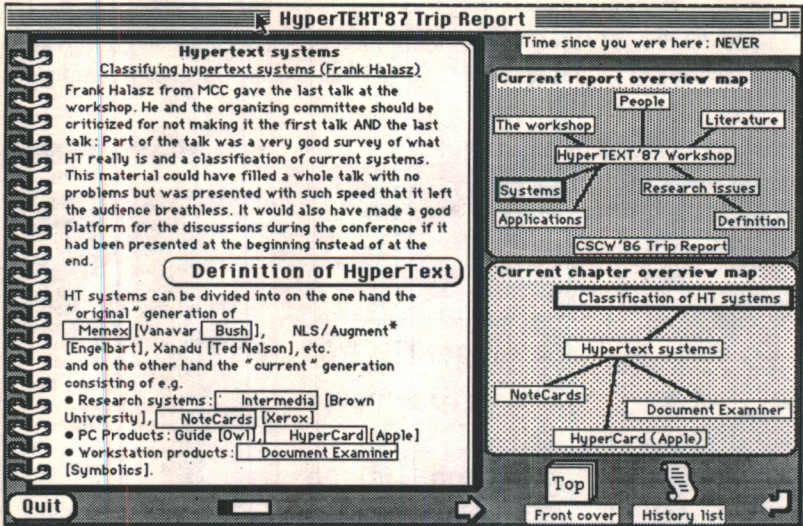 HyperTEXT'87 Trip Report
Hypertext systems
Classifying hypertext systems (Frank Halasz)
Frank Halasz from MCC gave the last talk at the
workshop. He and the organizing committee should be
criticized for not making it the first talk AND the last
talk: Part of the talk was a very good survey of what
HT really is and a classification of current systems.
This material could have filled a whole talk with no
problems but was presented with such speed that it left
the audience breathless. It would also have made a good
platform for the discussions during the conference if it
had been presented at the beginning instead of at the
end.
Definition of HyperText
HT systems can be divided into on the one hand the
"original" generation of
Memex [Vanavar Bush], NLS/Augment*
[Engelbart], Xanadu [Ted Nelson], etc.
and on the other hand the "current" generation
consisting of e.g.
• Research systems: Intermedia [Brown
University], NoteCards [Xerox]
• PC Products: Guide [Owl], HyperCard [Apple]
• Workstation products: Document Examiner
[Symbolics].
Quit
Time since you were here: NEVER
Current report overview map
People
The workshop
Literature
HyperTEXT'87 Workshop
Systems
Research issues
Applications
Definition
CSCW'86 Trip Report
Current chapter overview map
Classification of HT systems
Hypertext systems
NoteCards
Document Examiner
HyperCard (Apple)
Top
Front cover
History list